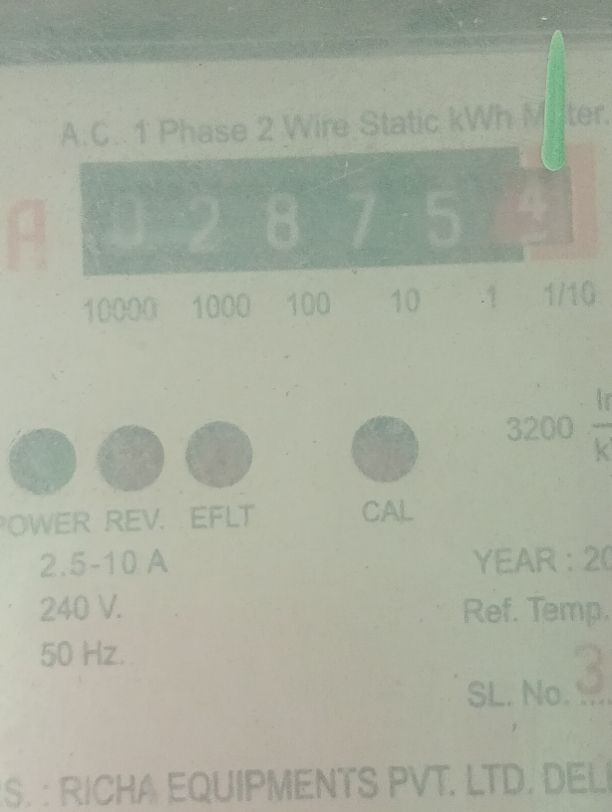 A.C. 1 Phase 2 Wire Static kWh Meter.
A 0 2 8 7 5 4
10000 1000 100 10 1 1/10
3200
POWER REV. EFLT CAL
2.5-10 A
YEAR : 20
240 V.
Ref. Temp.
50 Hz.
SL. No. 3
RICHA EQUIPMENTS PVT. LTD.